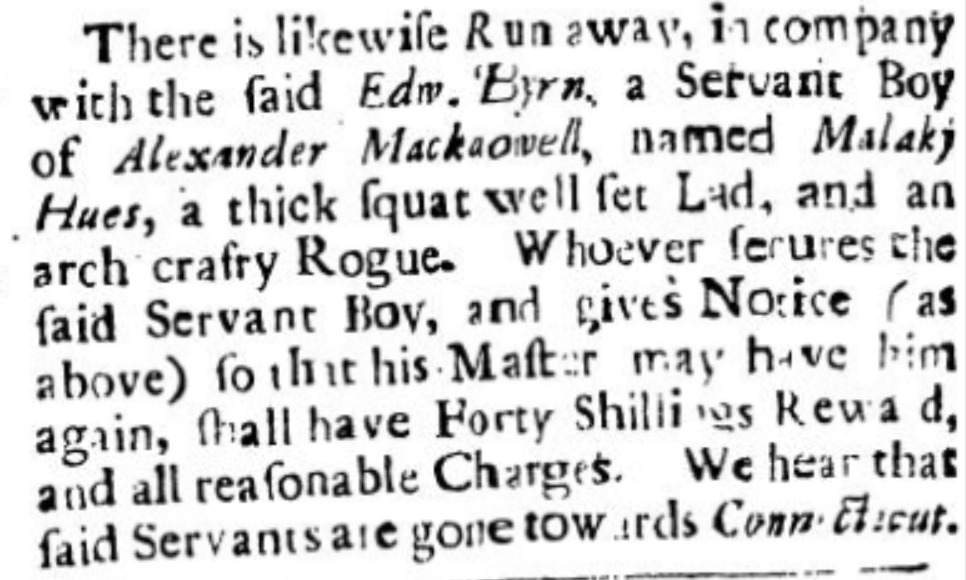 There is likewiſe Run away, in company
with the ſaid Edw. Byrn, a Servant Boy
of Alexander Mackaowell, named Malakj
Hues, a thick ſquat well ſet Lad, and an
arch crafry Rogue. Whoever ſecures the
ſaid Servant Boy, and gives Notice (as
above) ſo that his Maſter may have him
again, ſhall have Forty Shillings Reward,
and all reaſonable Charges. We hear that
ſaid Servants are gone towards Connecticut.